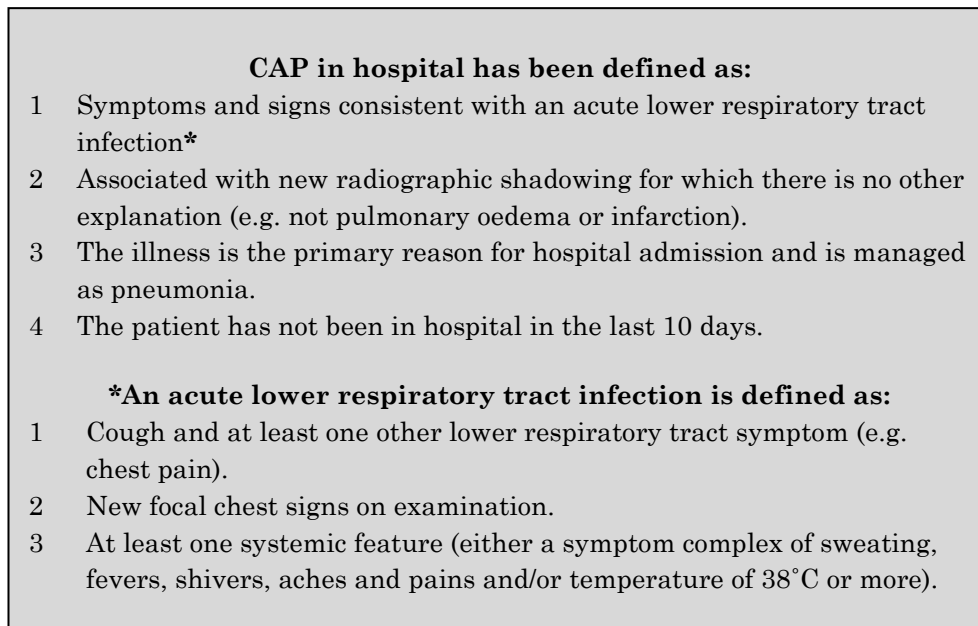 CAP in hospital has been defined as:
1 Symptoms and signs consistent with an acute lower respiratory tract
infection*
2 Associated with new radiographic shadowing for which there is no other
explanation (e.g. not pulmonary oedema or infarction).
3 The illness is the primary reason for hospital admission and is managed
as pneumonia.
4 The patient has not been in hospital in the last 10 days.
*An acute lower respiratory tract infection is defined as:
1 Cough and at least one other lower respiratory tract symptom (e.g.
chest pain).
2 New focal chest signs on examination.
3 At least one systemic feature (either a symptom complex of sweating,
fevers, shivers, aches and pains and/or temperature of 38˚C or more).